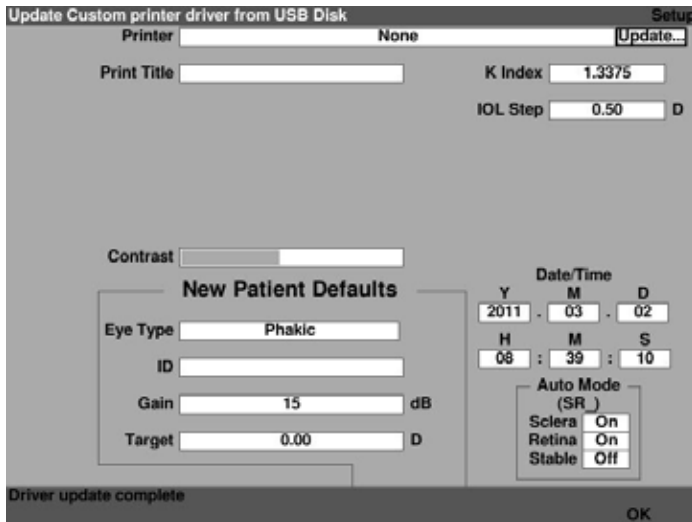 Update Custom printer driver from USB Disk Setup
Printer None Update...
Print Title K Index 1.3375
IOL Step 0.50 D
Contrast
Date/Time
New Patient Defaults Y M D
2011 . 03 . 02
Eye Type Phakic H M S
08 : 39 : 10
ID
Auto Mode
Gain 15 dB (SR_)
Sclera On
Target 0.00 D Retina On
Stable Off
Driver update complete
OK